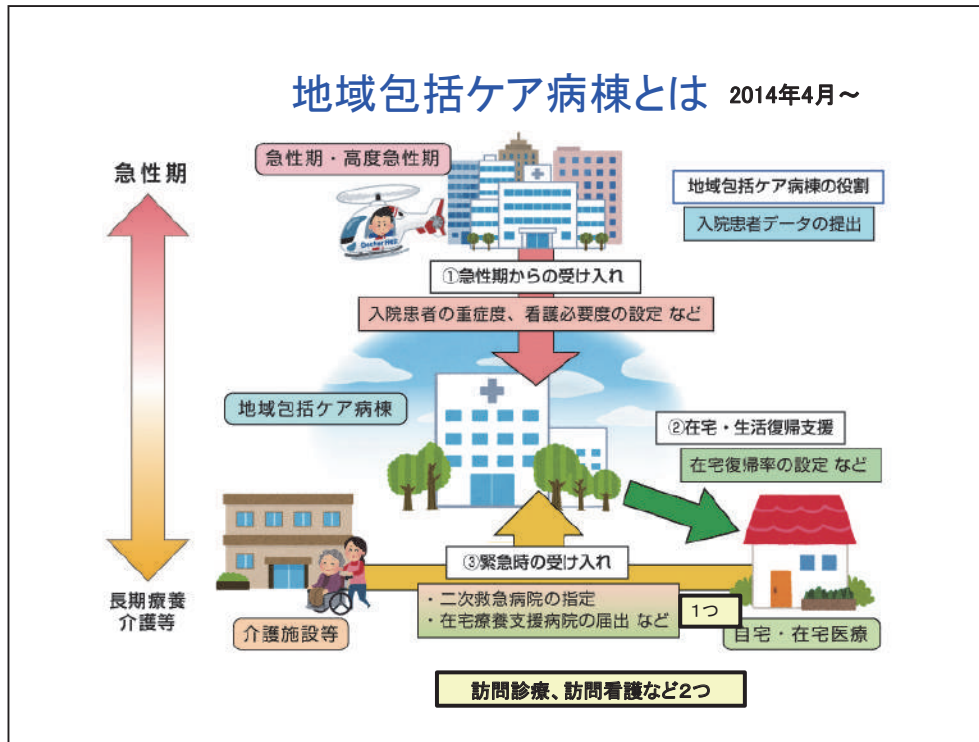 地域包括ケア病棟とは 2014年4月～
急性期・高度急性期
急性期
地域包括ケア病棟の役割
入院患者データの提出
①急性期からの受け入れ
入院患者の重症度、看護必要度の設定 など
地域包括ケア病棟
②在宅・生活復帰支援
在宅復帰率の設定 など
③緊急時の受け入れ
・二次救急病院の指定
・在宅療養支援病院の届出 など
1つ
長期療養
介護等
介護施設等
自宅・在宅医療
訪問診療、訪問看護など2つ